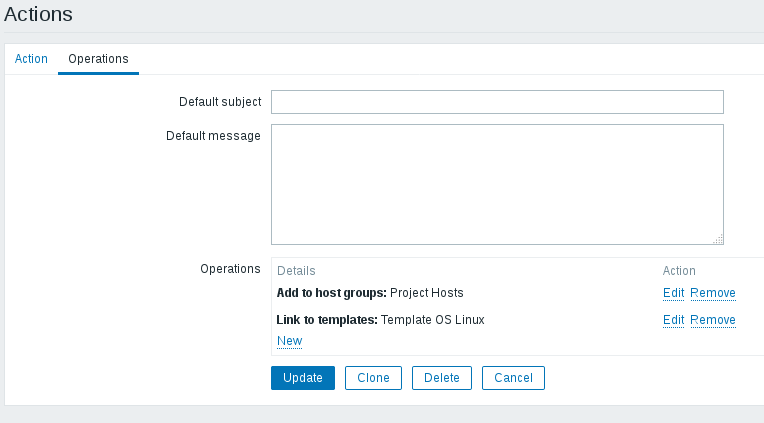 Actions
Action Operations
Default subject
Default message
Operations Details Action
Add to host groups: Project Hosts Edit Remove
Link to templates: Template OS Linux Edit Remove
New
Update Clone Delete Cancel